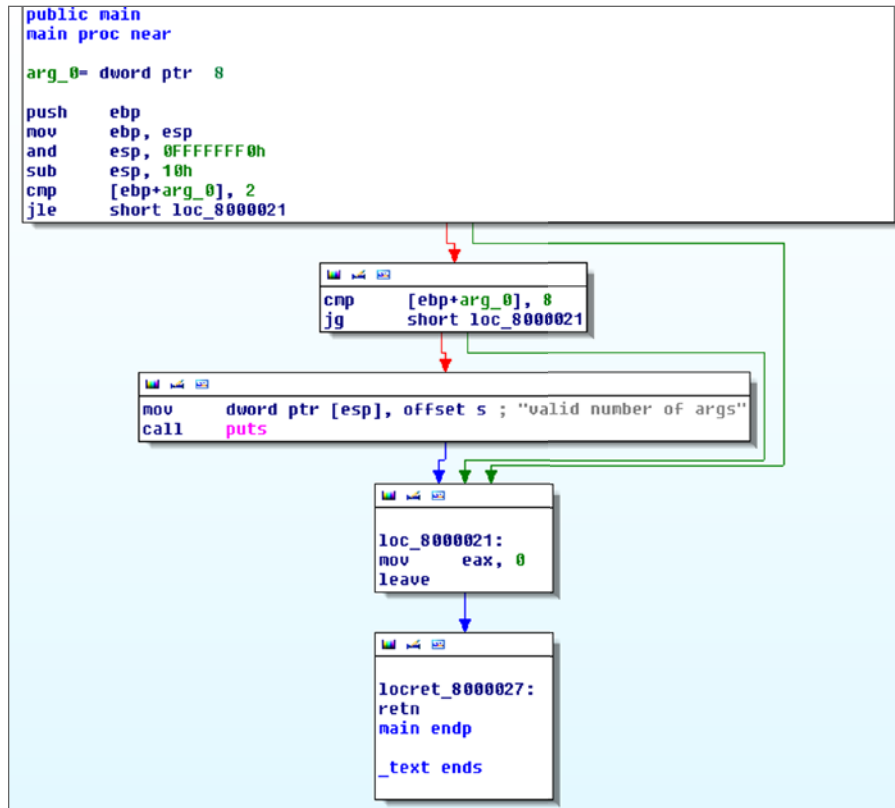 public main
main proc near
arg_0= dword ptr  8
push    ebp
mov     ebp, esp
and     esp, 0FFFFFFF0h
sub     esp, 10h
cmp     [ebp+arg_0], 2
jle     short loc_8000021
cmp     [ebp+arg_0], 8
jg      short loc_8000021
mov     dword ptr [esp], offset s ; "valid number of args"
call    puts
loc_8000021:
mov     eax, 0
leave
locret_8000027:
retn
main endp
_text ends